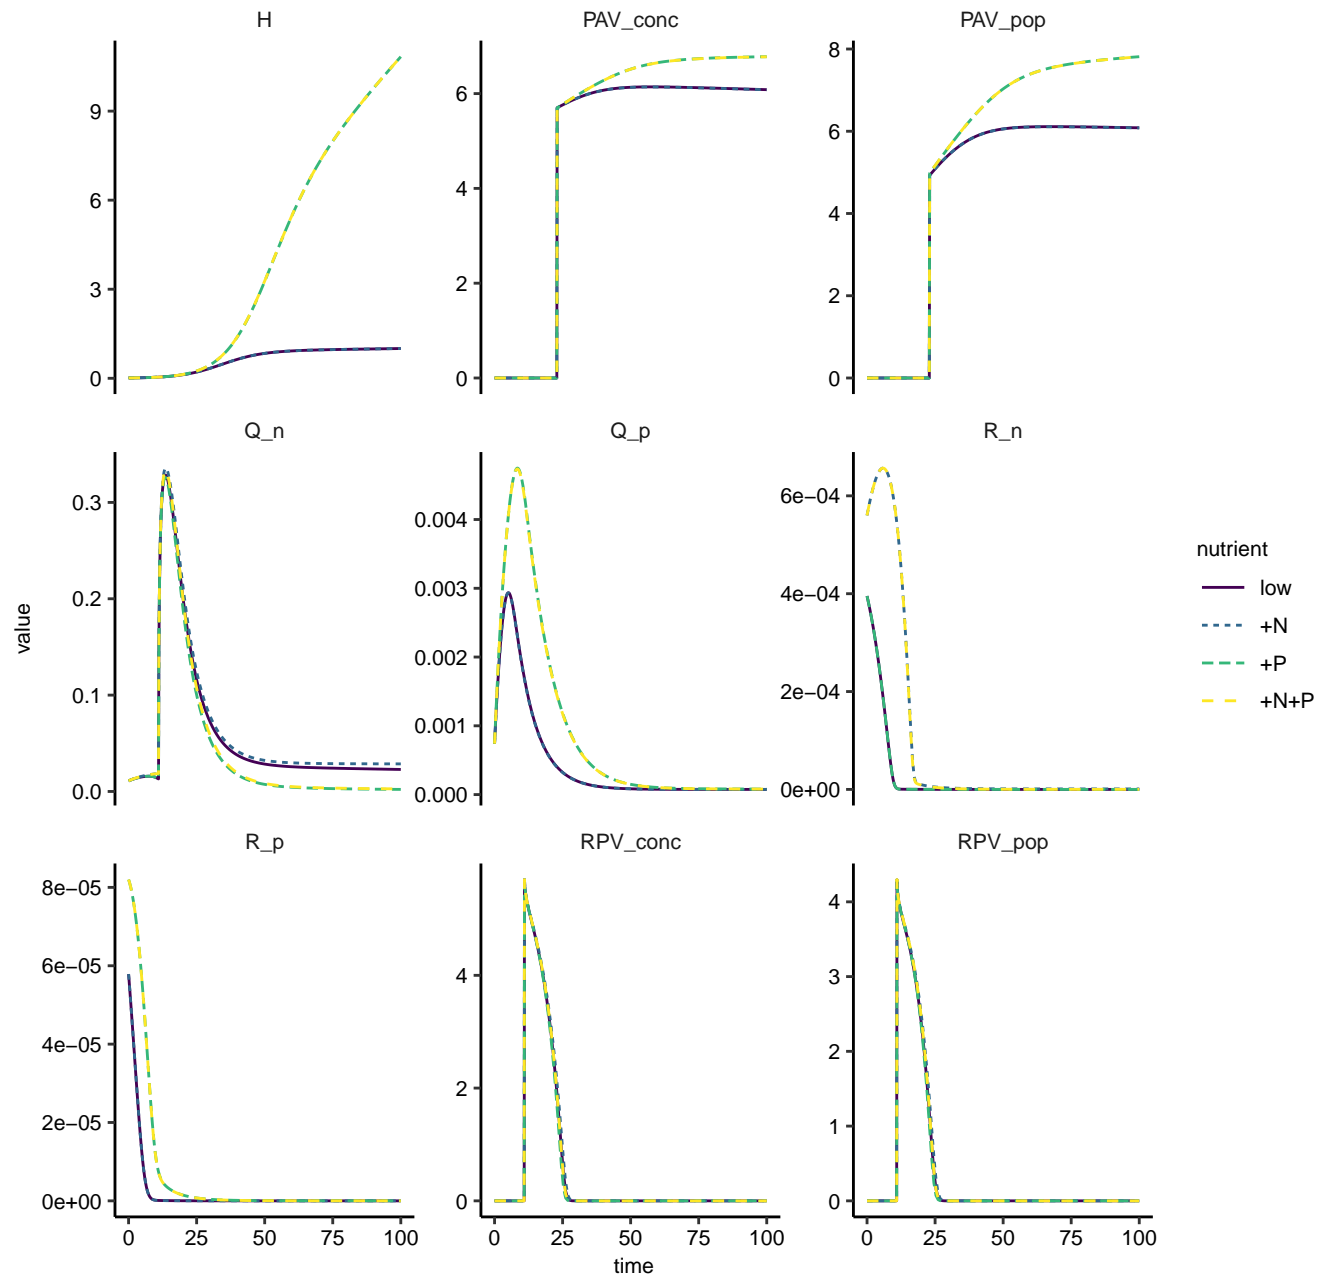 H
PAV_conc
PAV_pop
9
6
3
0
6
4
2
0
8
6
4
2
0
Q_n
Q_p
R_n
0.3
0.2
0.1
0.0
0.004
0.003
0.002
0.001
0.000
6e−04
4e−04
2e−04
0e+00
R_p
RPV_conc
RPV_pop
8e−05
6e−05
4e−05
2e−05
0e+00
4
2
0
4
3
2
1
0
0 25 50 75 100
0 25 50 75 100
0 25 50 75 100
time
value
nutrient
low
+N
+P
+N+P